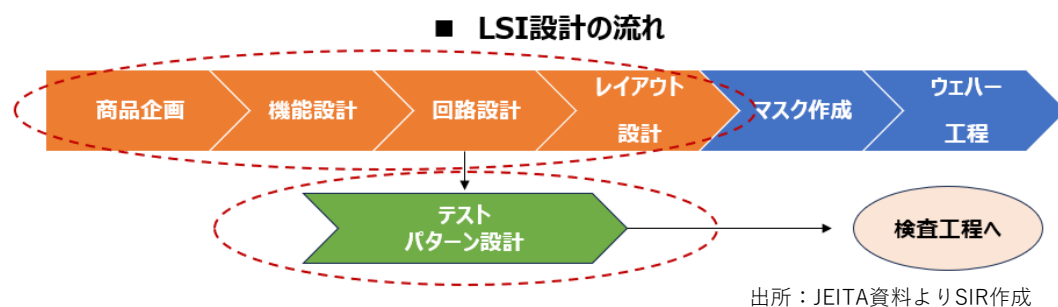 ■ LSI設計の流れ
商品企画
機能設計
回路設計
レイアウト
設計
マスク作成
ウェハー
工程
テスト
パターン設計
検査工程へ
出所：JEITA資料よりSIR作成